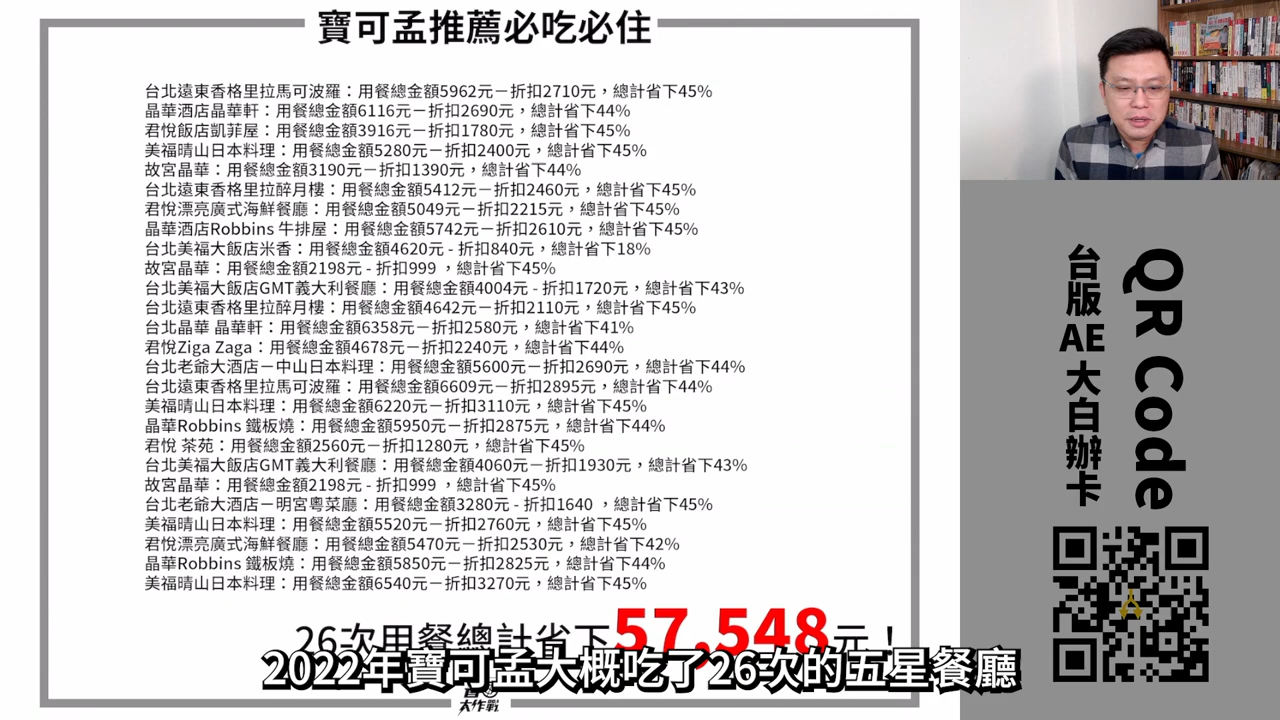 寶可孟推薦必吃必住
台北遠東香格里拉馬可波羅：用餐總金額5962元－折扣2710元，總計省下45%
晶華酒店晶華軒：用餐總金額6116元－折扣2690元，總計省下44%
君悅飯店凱菲屋：用餐總金額3916元－折扣1780元，總計省下45%
美福晴山日本料理：用餐總金額5280元－折扣2400元，總計省下45%
故宮晶華：用餐總金額3190元－折扣1390元，總計省下44%
台北遠東香格里拉醉月樓：用餐總金額5412元－折扣2460元，總計省下45%
君悅漂亮廣式海鮮餐廳：用餐總金額5049元－折扣2215元，總計省下45%
晶華酒店Robbins 牛排屋：用餐總金額5742元－折扣2610元，總計省下45%
台北美福大飯店米香：用餐總金額4620元 - 折扣840元，總計省下18%
故宮晶華：用餐總金額2198元 - 折扣999 ，總計省下45%
台北美福大飯店GMT義大利餐廳：用餐總金額4004元 - 折扣1720元，總計省下43%
台北遠東香格里拉醉月樓：用餐總金額4642元－折扣2110元，總計省下45%
台北晶華 晶華軒：用餐總金額6358元－折扣2580元，總計省下41%
君悅Ziga Zaga：用餐總金額4678元－折扣2240元，總計省下44%
台北老爺大酒店－中山日本料理：用餐總金額5600元－折扣2690元，總計省下44%
台北遠東香格里拉馬可波羅：用餐總金額6609元－折扣2895元，總計省下44%
美福晴山日本料理：用餐總金額6220元－折扣3110元，總計省下45%
晶華Robbins 鐵板燒：用餐總金額5950元－折扣2875元，總計省下44%
君悅 茶苑：用餐總金額2560元－折扣1280元，總計省下45%
台北美福大飯店GMT義大利餐廳：用餐總金額4060元－折扣1930元，總計省下43%
故宮晶華：用餐總金額2198元 - 折扣999 ，總計省下45%
台北老爺大酒店－明宮粵菜廳：用餐總金額3280元 - 折扣1640 ，總計省下45%
美福晴山日本料理：用餐總金額5520元－折扣2760元，總計省下45%
君悅漂亮廣式海鮮餐廳：用餐總金額5470元－折扣2530元，總計省下42%
晶華Robbins 鐵板燒：用餐總金額5850元－折扣2825元，總計省下44%
美福晴山日本料理：用餐總金額6540元－折扣3270元，總計省下45%
26次用餐總計省下57,548元！
2022年寶可孟大概吃了26次的五星餐廳
大作戰
QR Code
台版AE大白辦卡